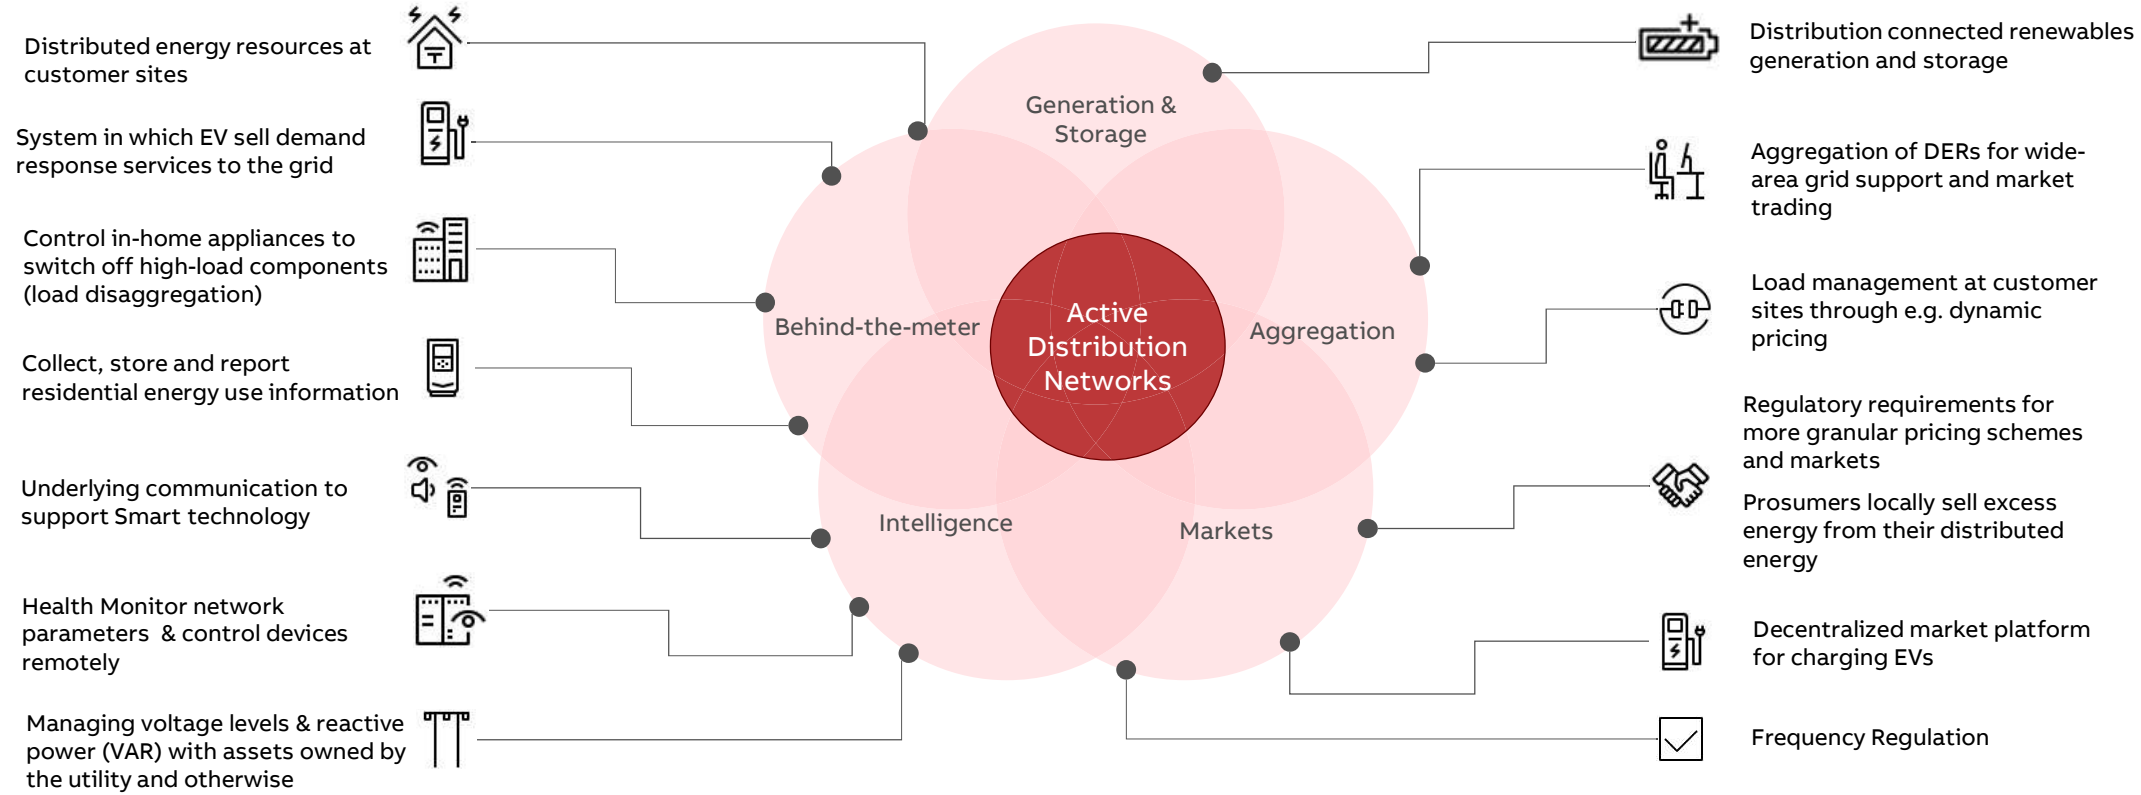 Distributed energy resources at
customer sites
System in which EV sell demand
response services to the grid
Control in-home appliances to
switch off high-load components
(load disaggregation)
Collect, store and report
residential energy use information
Underlying communication to
support Smart technology
Health Monitor network
parameters  & control devices
remotely
Managing voltage levels & reactive
power (VAR) with assets owned by
the utility and otherwise
Generation &
Storage
Behind-the-meter
Active
Distribution
Networks
Aggregation
Intelligence
Markets
Distribution connected renewables
generation and storage
Aggregation of DERs for wide-
area grid support and market
trading
Load management at customer
sites through e.g. dynamic
pricing
Regulatory requirements for
more granular pricing schemes
and markets
Prosumers locally sell excess
energy from their distributed
energy
Decentralized market platform
for charging EVs
Frequency Regulation